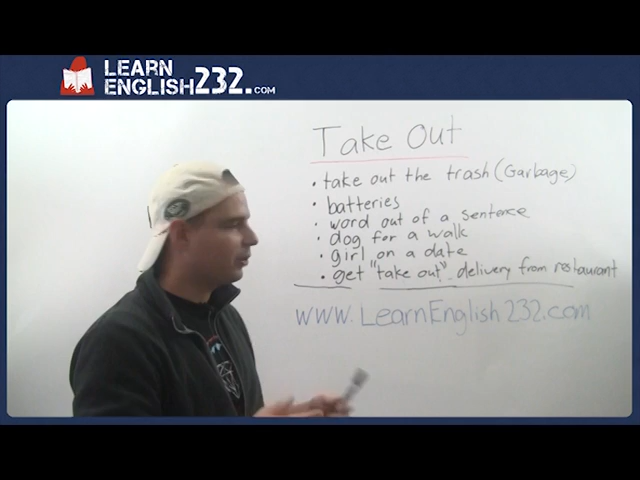 LEARN
ENGLISH232.COM
Take Out
• take out the trash (Garbage)
• batteries
• word out of a sentence
• dog for a walk
• girl on a date
• get "take out" delivery from restaurant
www.LearnEnglish232.com